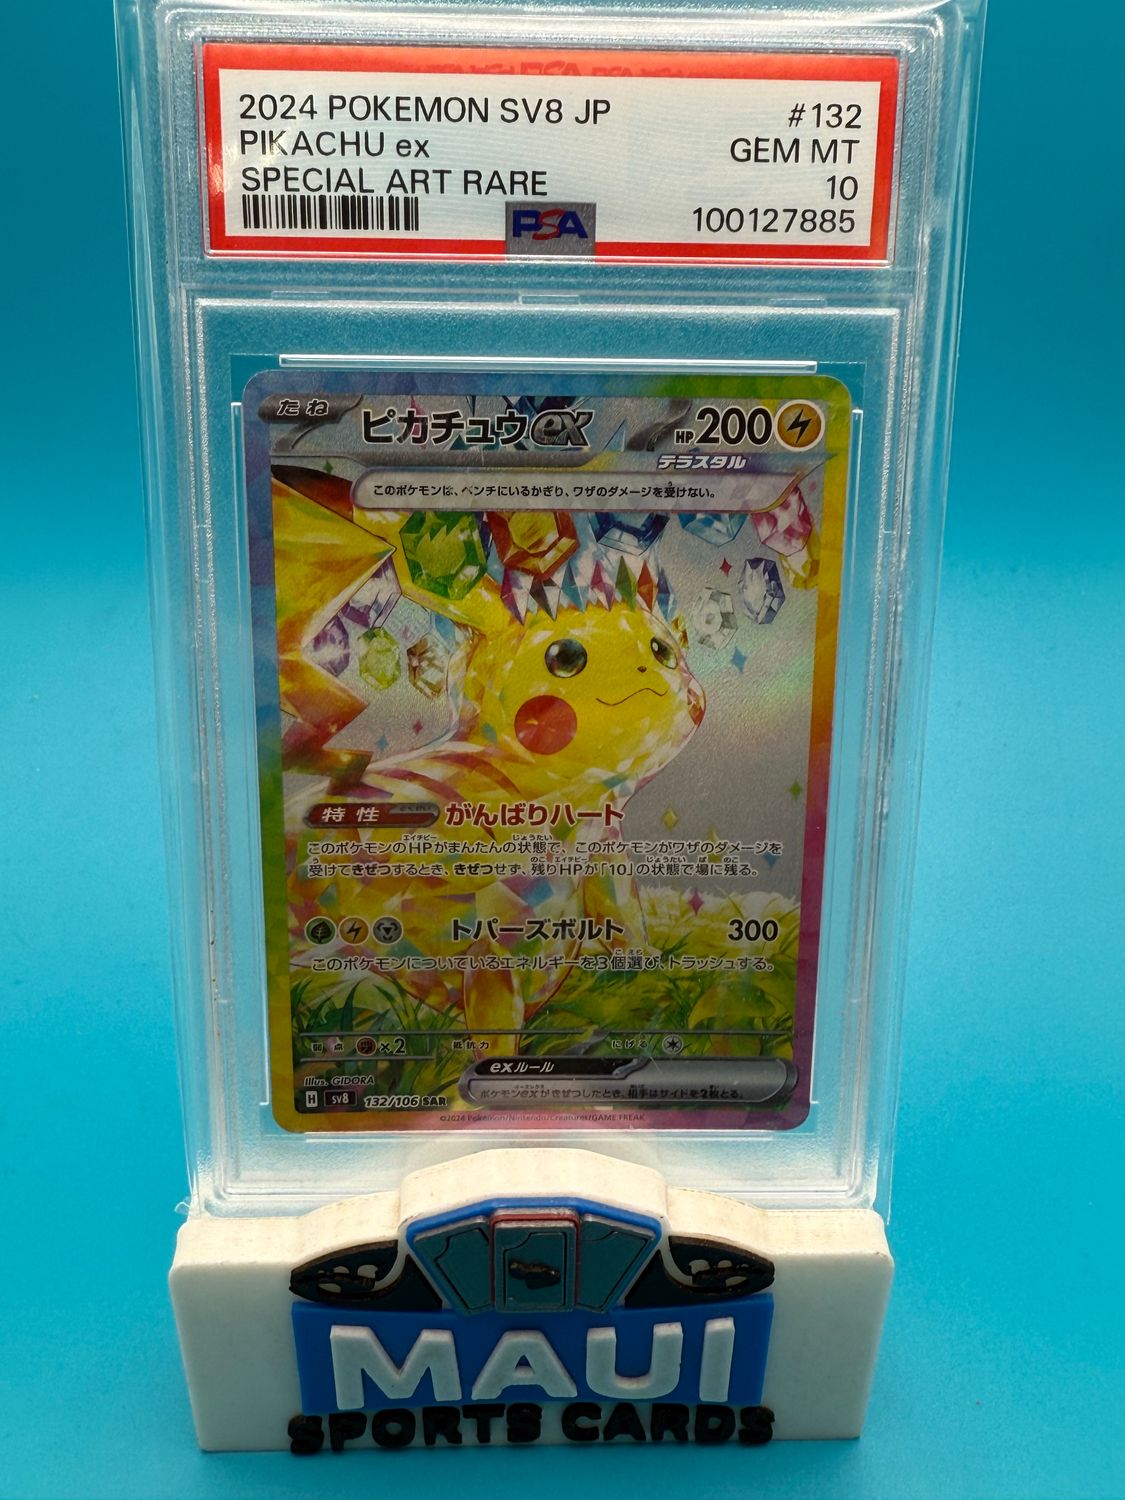 2024 POKEMON SV8 JP
#132
PIKACHU ex
GEM MT
SPECIAL ART RARE
10
PSA
100127885
たね
ピカチュウex
HP200
テラスタル
このポケモンは、ベンチにいるかぎり、ワザのダメージを受けない。
特性
がんばりハート
このポケモンのHPがまんたんの状態で、このポケモンがワザのダメージを
受けてきぜつするとき、きぜつせず、残りHPが「10」の状態で場に残る。
トパーズボルト
300
このポケモンについているエネルギーを3個選び、トラッシュする。
弱点
×2
抵抗力
にげる
exルール
ポケモンexがきぜつしたとき、相手はサイドを2枚とる。
Illus. GIDORA
H
sv8
132/106 SAR
©2024 Pokémon/Nintendo/Creatures/GAME FREAK
MAUI
SPORTS CARDS